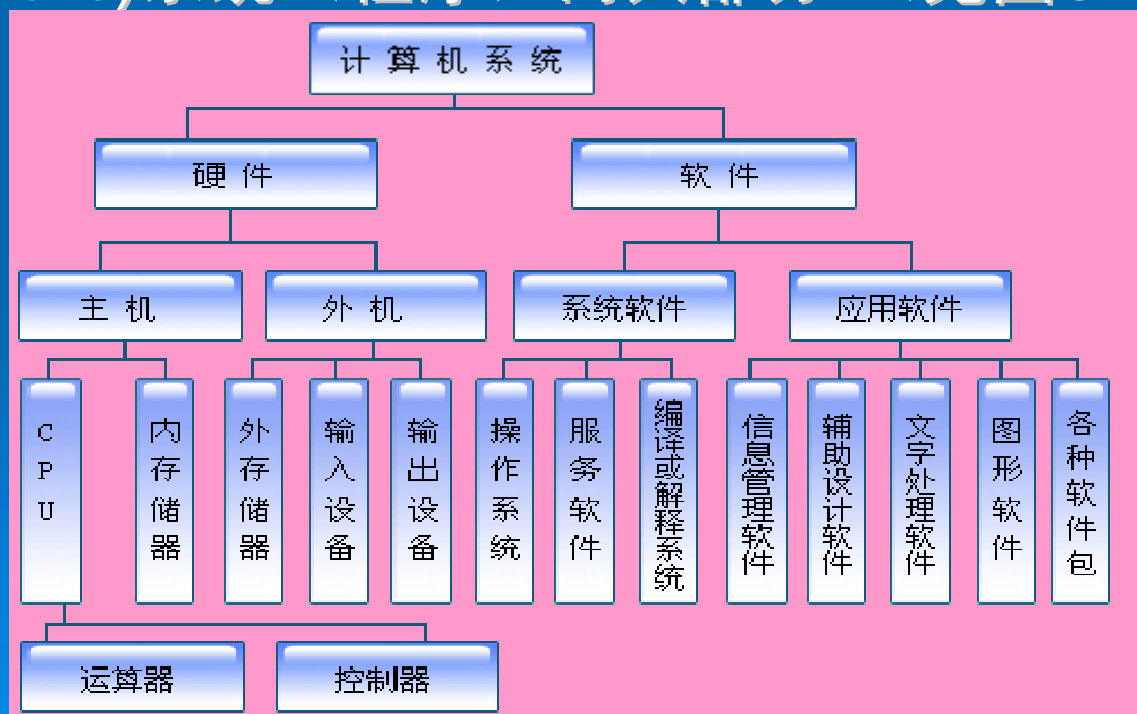 计算机系统
硬件
软件
主机
外机
系统软件
应用软件
CPU
内存储器
外存储器
输入设备
输出设备
操作系统
服务软件
编译或解释系统
信息管理软件
辅助设计软件
文字处理软件
图形软件
各种软件包
运算器
控制器